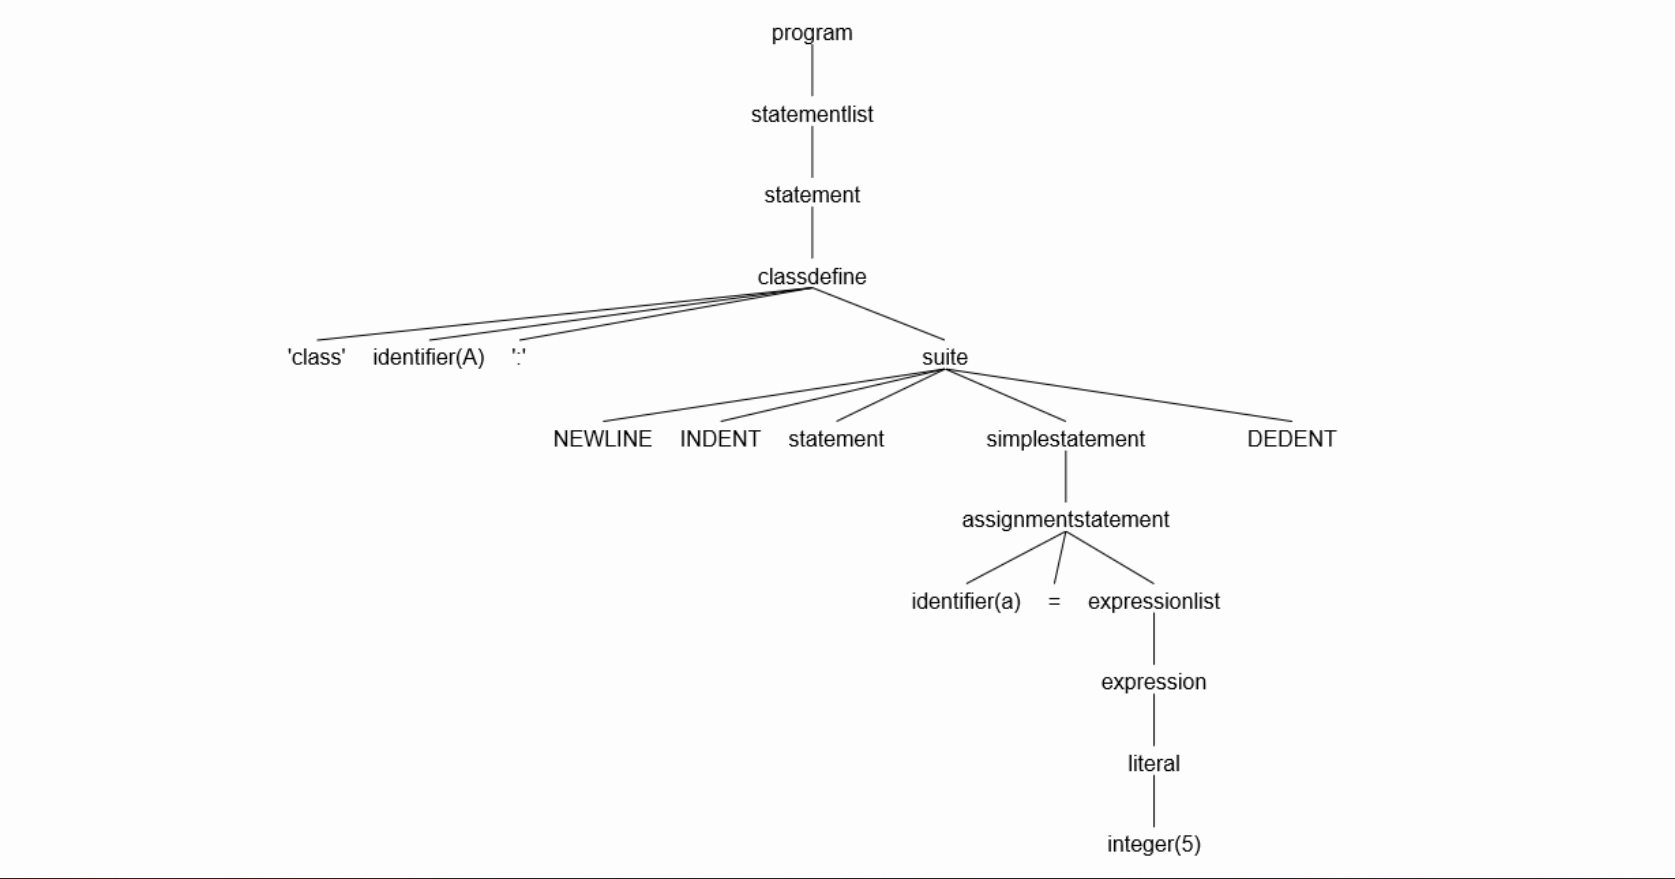 program
statementlist
statement
classdefine
'class' identifier(A) ':' suite
NEWLINE INDENT statement simplestatement DEDENT
assignmentstatement
identifier(a) = expressionlist
expression
literal
integer(5)